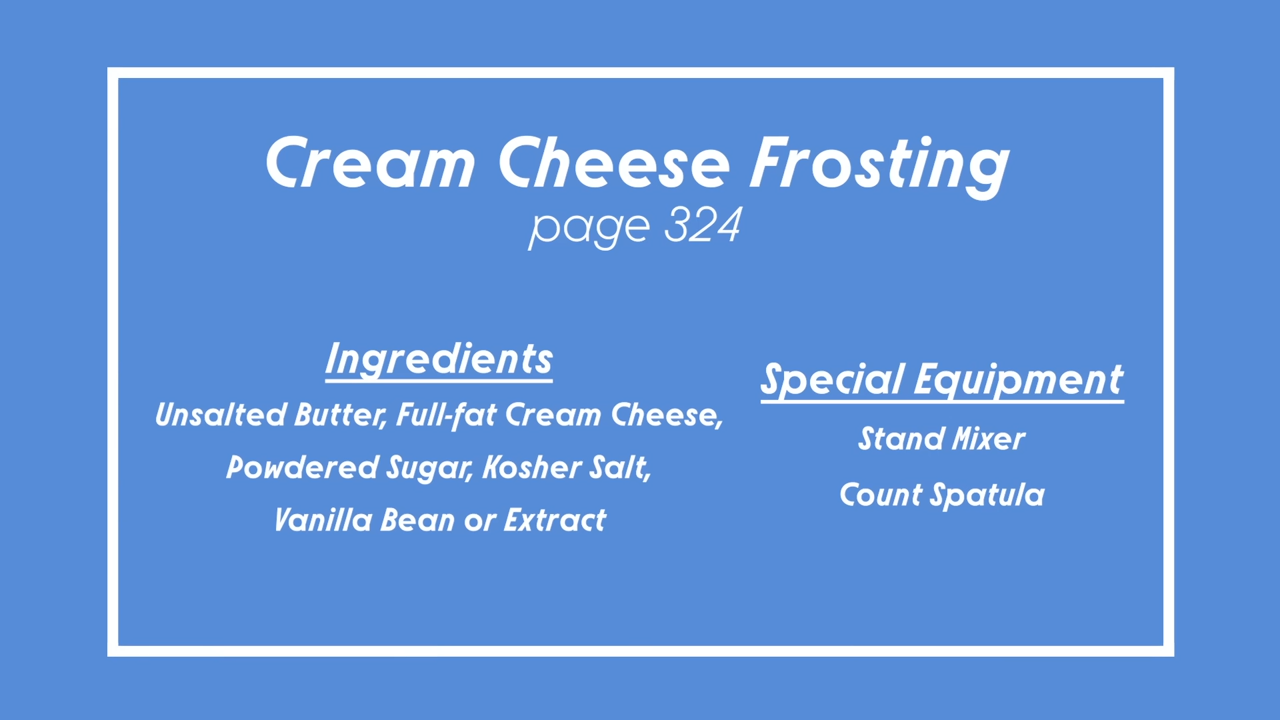 Cream Cheese Frosting
page 324
Ingredients
Unsalted Butter, Full-fat Cream Cheese,
Powdered Sugar, Kosher Salt,
Vanilla Bean or Extract
Special Equipment
Stand Mixer
Count Spatula